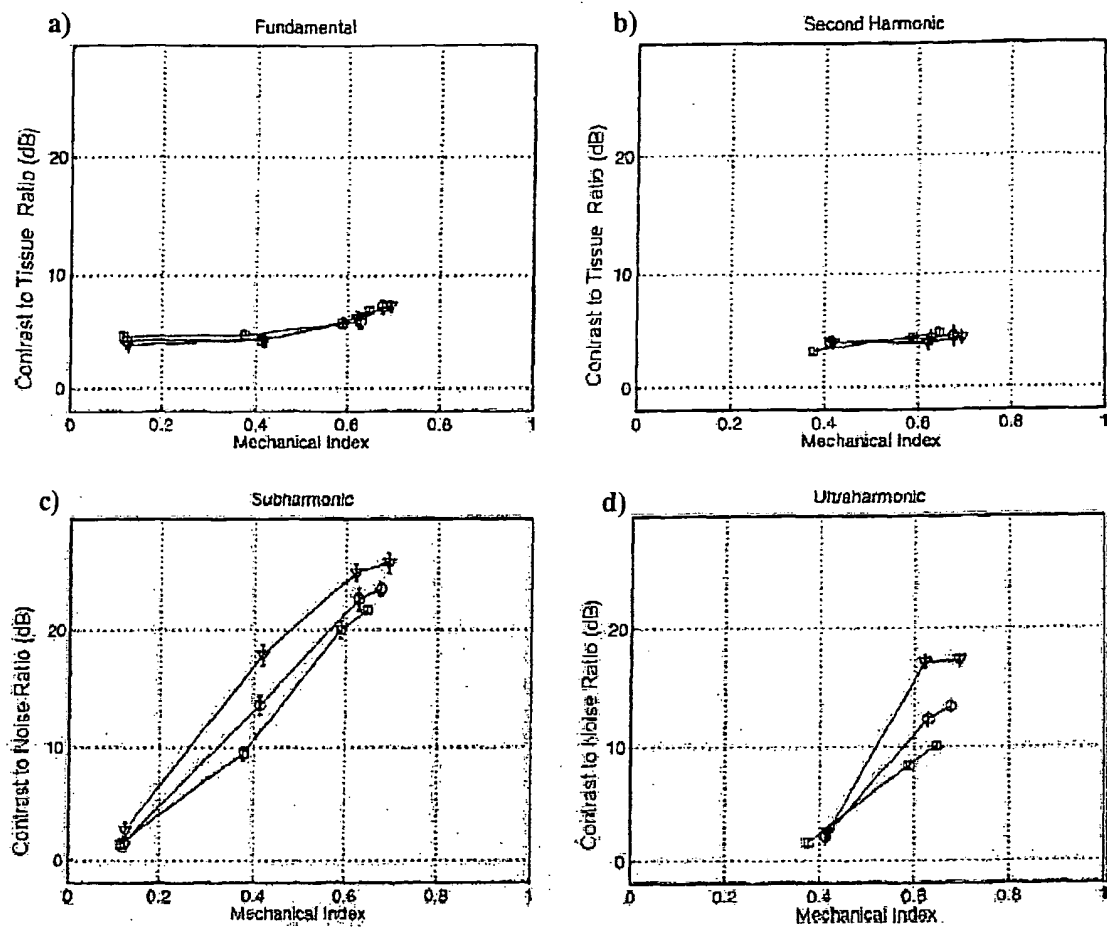 a)
Fundamental
Contrast to Tissue Ratio (dB)
20
10
0
0 0.2 0.4 0.6 0.8 1
Mechanical Index
b)
Second Harmonic
Contrast to Tissue Ratio (dB)
20
10
0
0 0.2 0.4 0.6 0.8 1
Mechanical Index
c)
Subharmonic
Contrast to Noise Ratio (dB)
20
10
0
0 0.2 0.4 0.6 0.8 1
Mechanical Index
d)
Ultraharmonic
Contrast to Noise Ratio (dB)
20
10
0
0 0.2 0.4 0.6 0.8 1
Mechanical Index